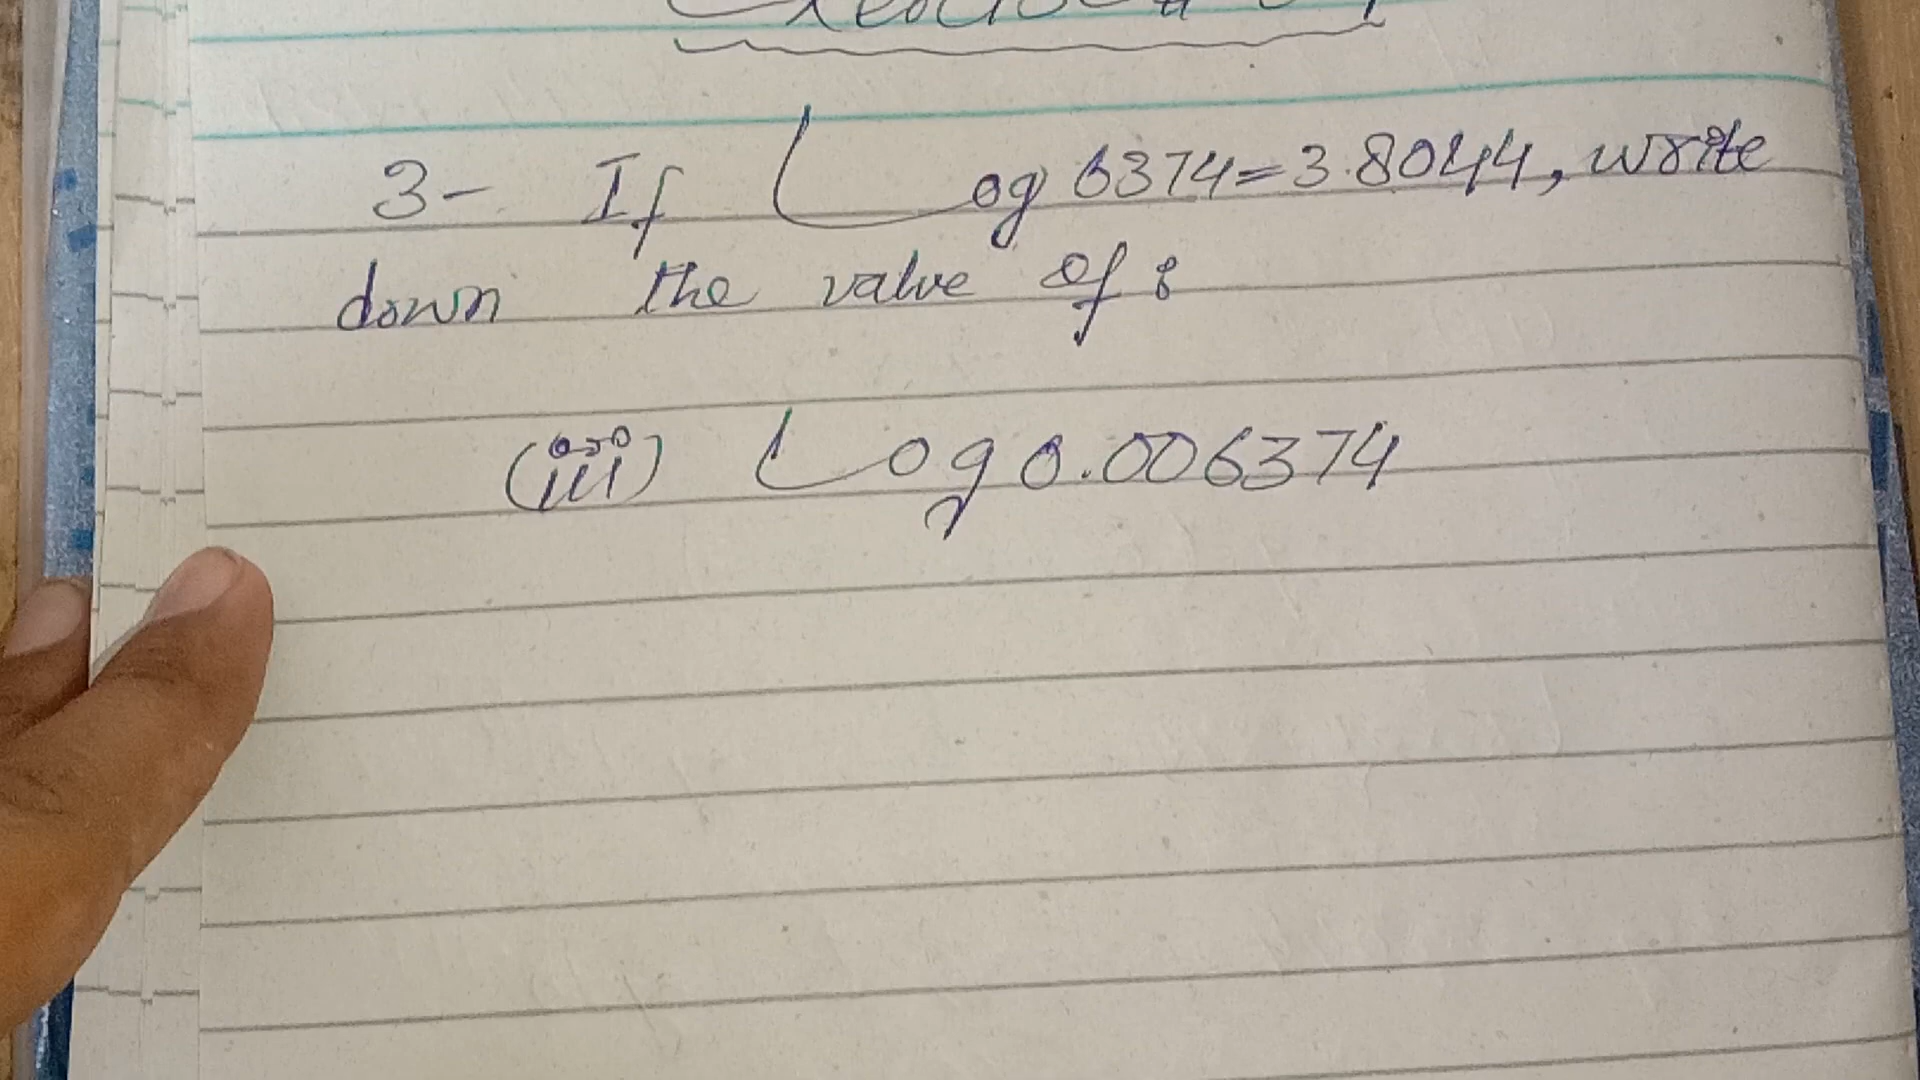 3- If Log 6374=3.8044, write
down the value of :
(iii) Log 0.006374